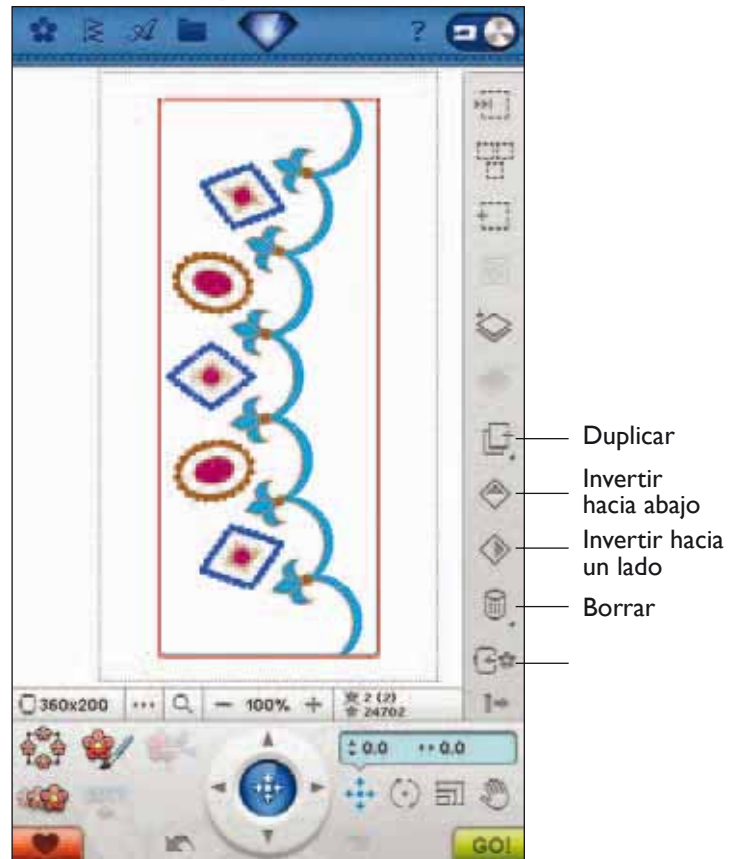 ?
Duplicar
Invertir
hacia abajo
Invertir hacia
un lado
Borrar
360x200 ... − 100% + 2 (2)
24702
0.0 0.0
GO!